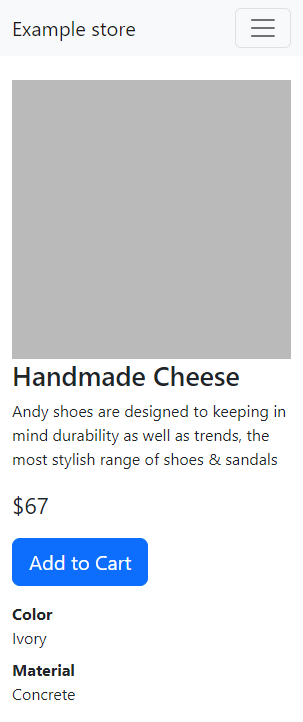 Example store
Handmade Cheese
Andy shoes are designed to keeping in
mind durability as well as trends, the
most stylish range of shoes & sandals
$67
Add to Cart
Color
Ivory
Material
Concrete